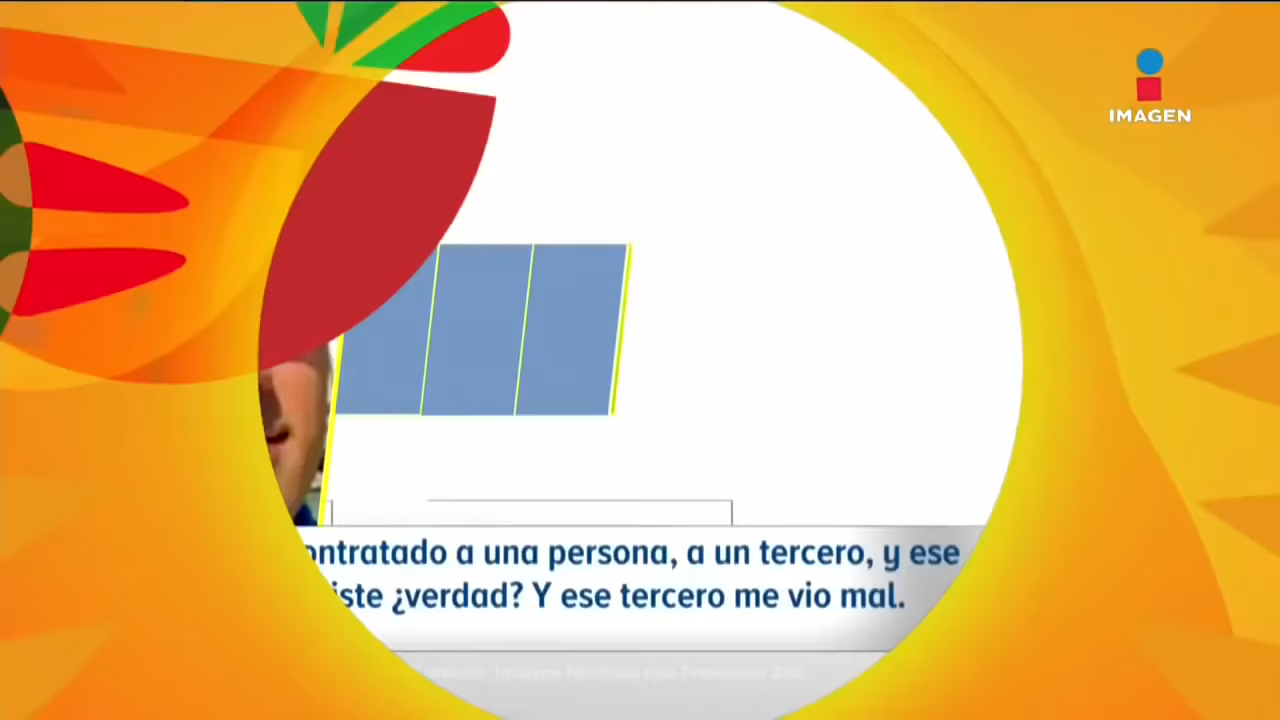 IMAGEN
ontratado a una persona, a un tercero, y ese
iste ¿verdad? Y ese tercero me vio mal.